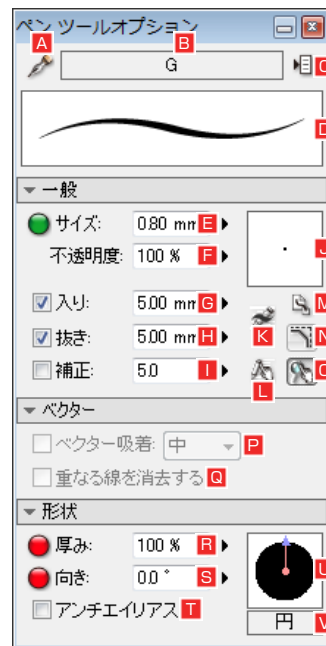 ペン ツールオプション
A
B
G
C
D
一般
サイズ: 0.80 mm E
不透明度: 100 % F
J
入り: 5.00 mm G
M
抜き: 5.00 mm H
K
N
補正: 5.0 I
L
O
ベクター
ベクター吸着: 中 P
重なる線を消去する Q
形状
厚み: 100 % R
向き: 0.0 ° S
U
アンチエイリアス T
円 V